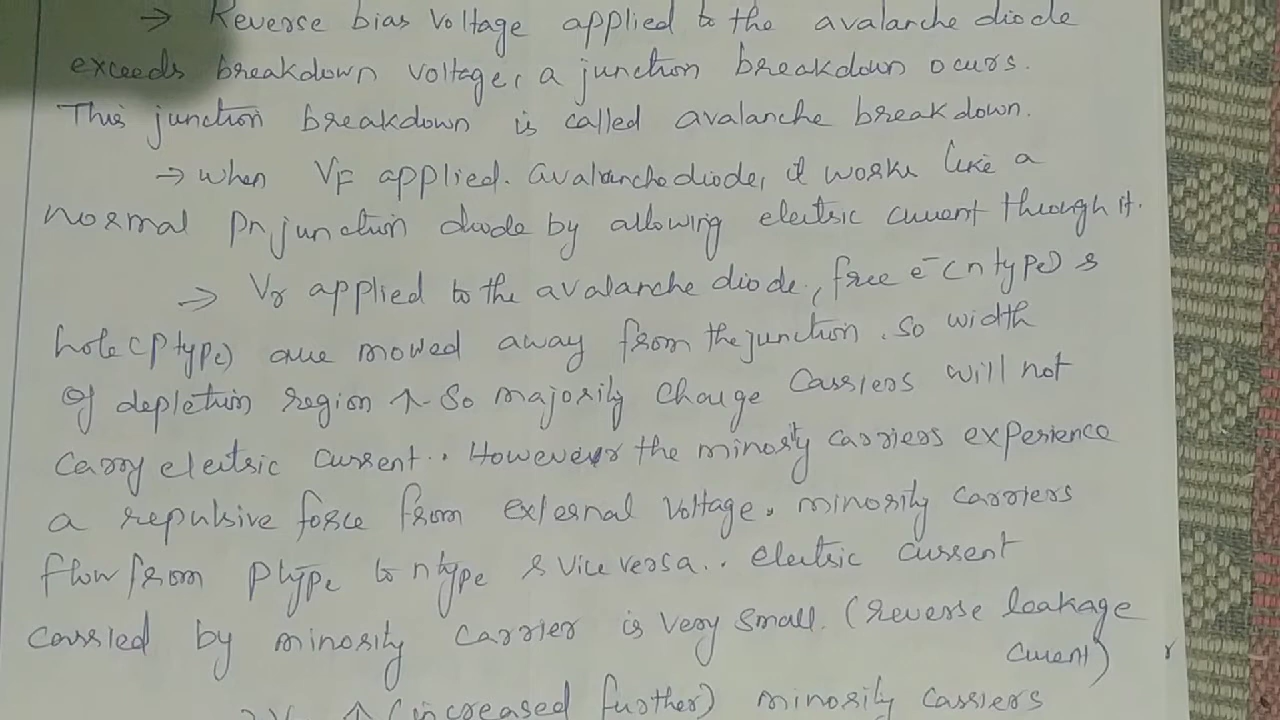 → Reverse bias voltage applied to the avalanche diode
exceeds breakdown voltage, a junction breakdown ocurs.
This junction breakdown is called avalanche breakdown.
→ when VF applied. avalanche diode, it works like a
normal pn junction diode by allowing electric current through it.
→ Vr applied to the avalanche diode, free e⁻ (n type) &
hole (p type) are moved away from the junction. So width
of depletion region ↑. So majority charge carriers will not
carry electric current.. However the minority carriers experience
a repulsive force from external voltage. minority carriers
flow from p type to n type & vice versa.. electric current
carried by minority carrier is very small. (reverse leakage
current)
↑ (increased further) minority carriers